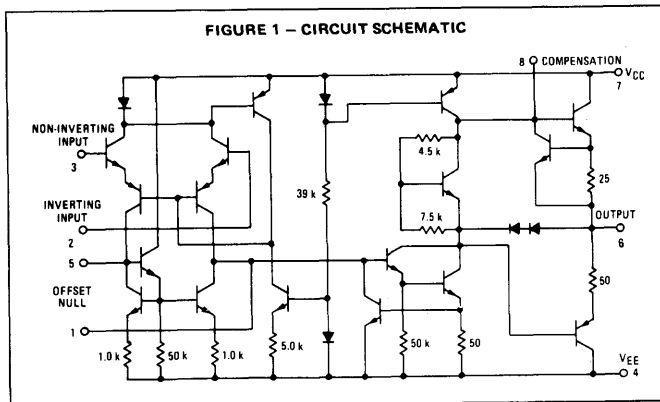 FIGURE 1 – CIRCUIT SCHEMATIC
8 COMPENSATION
VCC
7
NON-INVERTING
INPUT
3
4.5 k
25
39 k
INVERTING
INPUT
2
7.5 k
OUTPUT
6
5
OFFSET
NULL
1
50
1.0 k
50 k
1.0 k
5.0 k
50 k
50
VEE
4